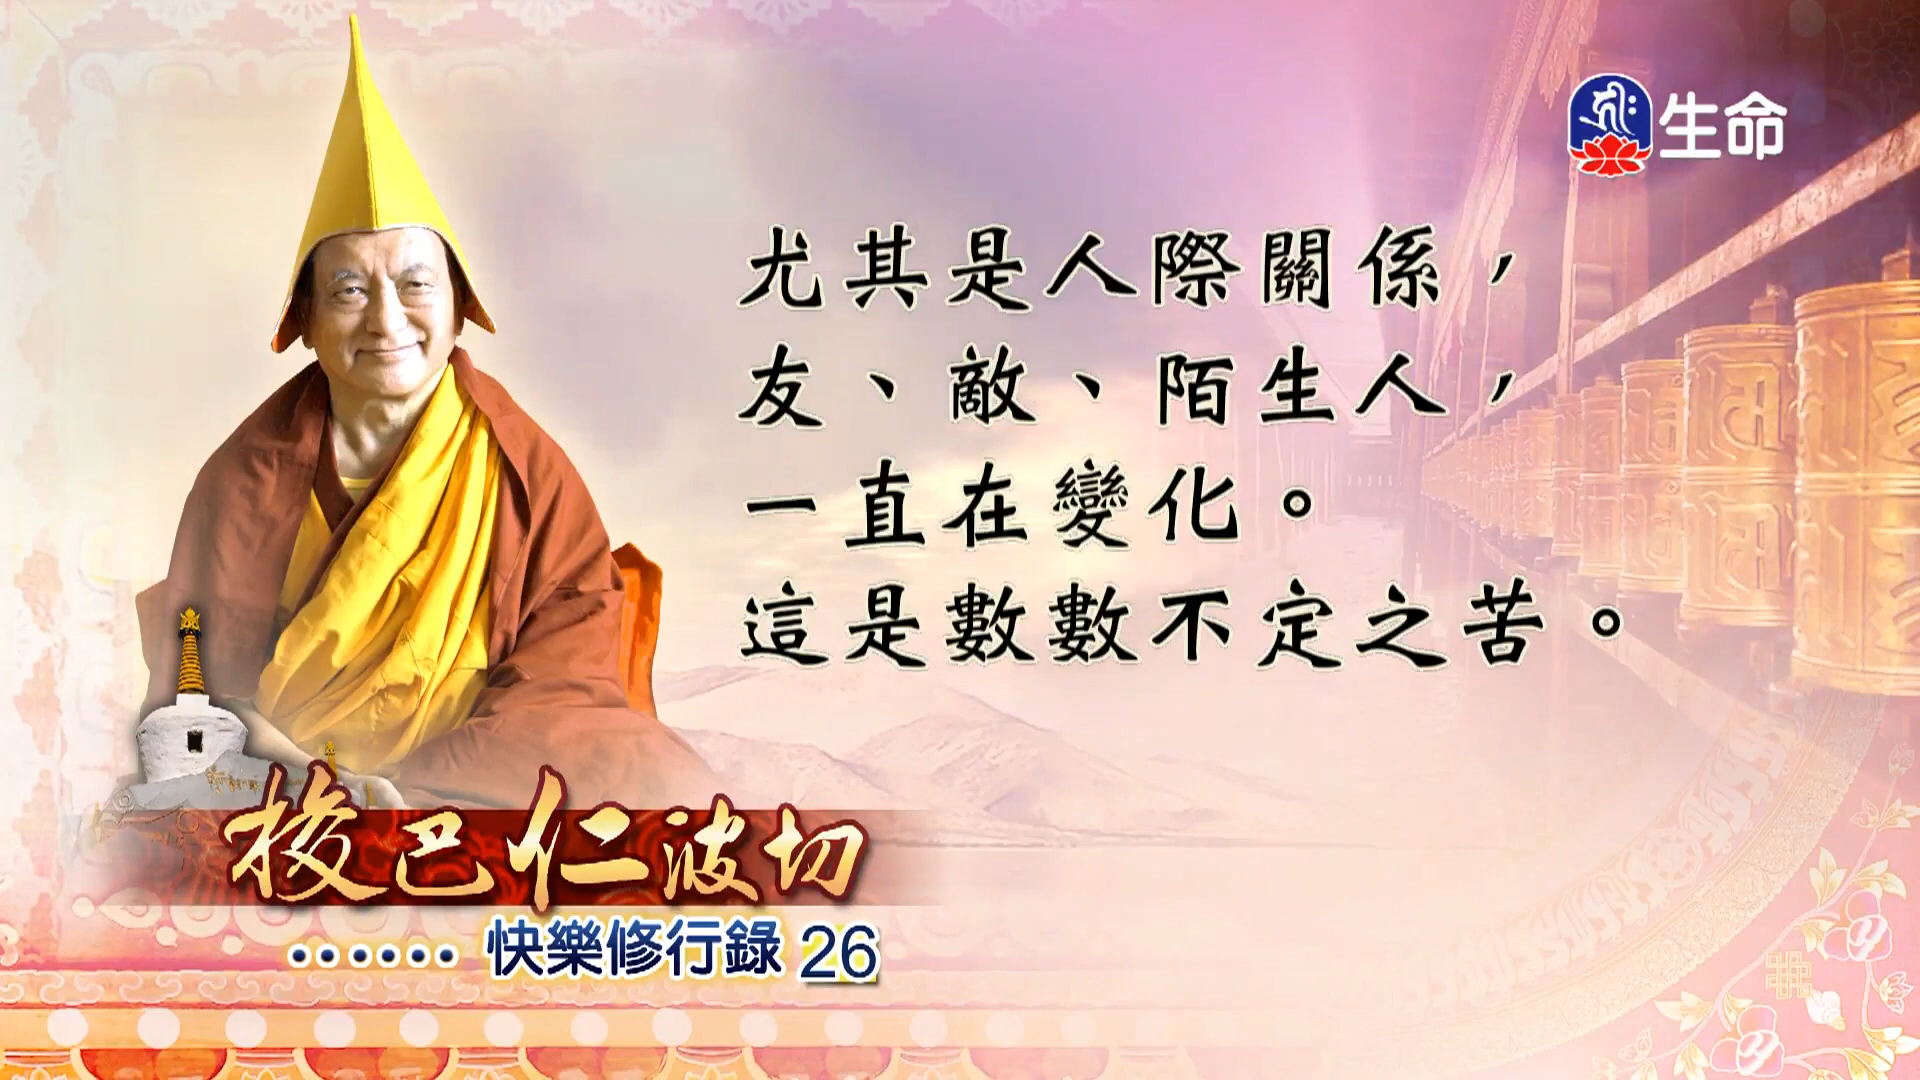 生命
尤其是人際關係，
友、敵、陌生人，
一直在變化。
這是數數不定之苦。
梭巴仁波切
······ 快樂修行錄 26